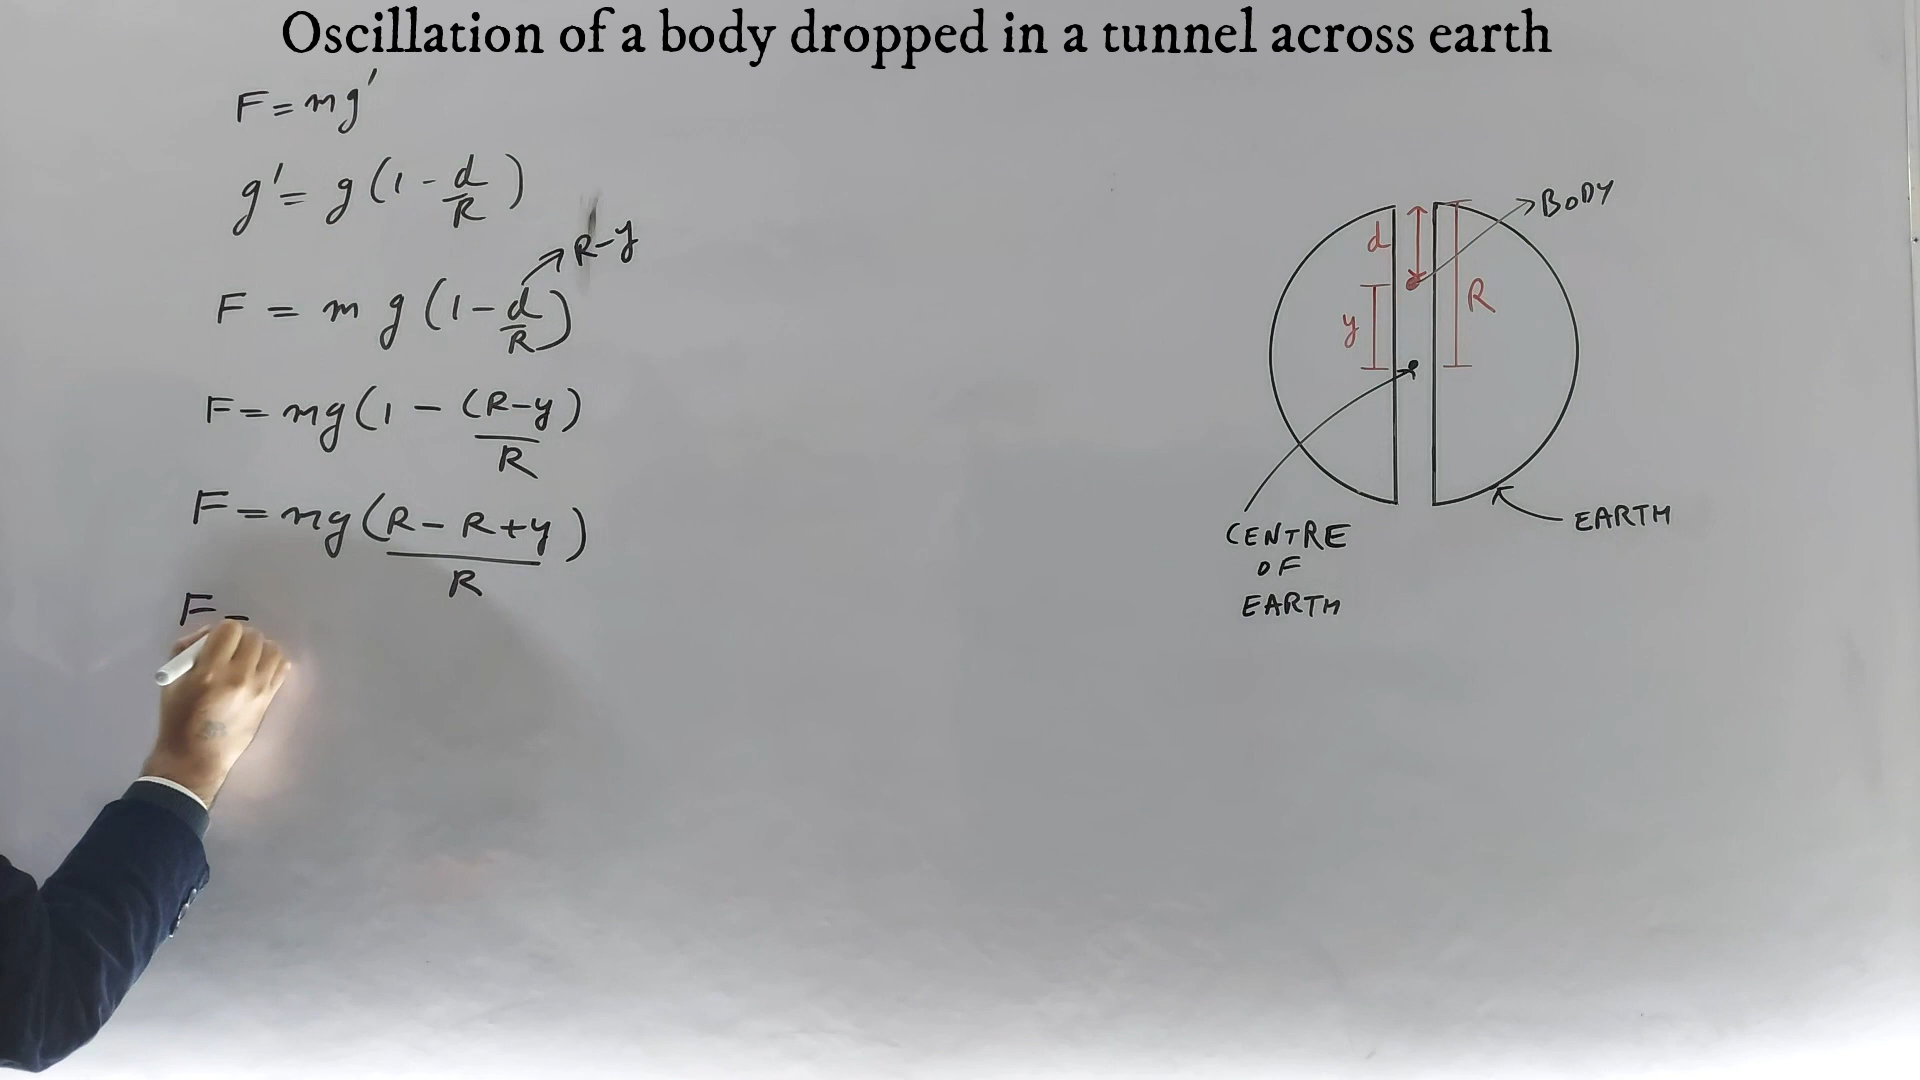 Oscillation of a body dropped in a tunnel across earth
F = mg'
g' = g(1 - d/R)
R-y
F = m g (1 - d/R)
F = mg(1 - (R-y)/R)
F = mg(R - R + y)/R
F =
BODY
d
R
y
CENTRE
OF
EARTH
EARTH